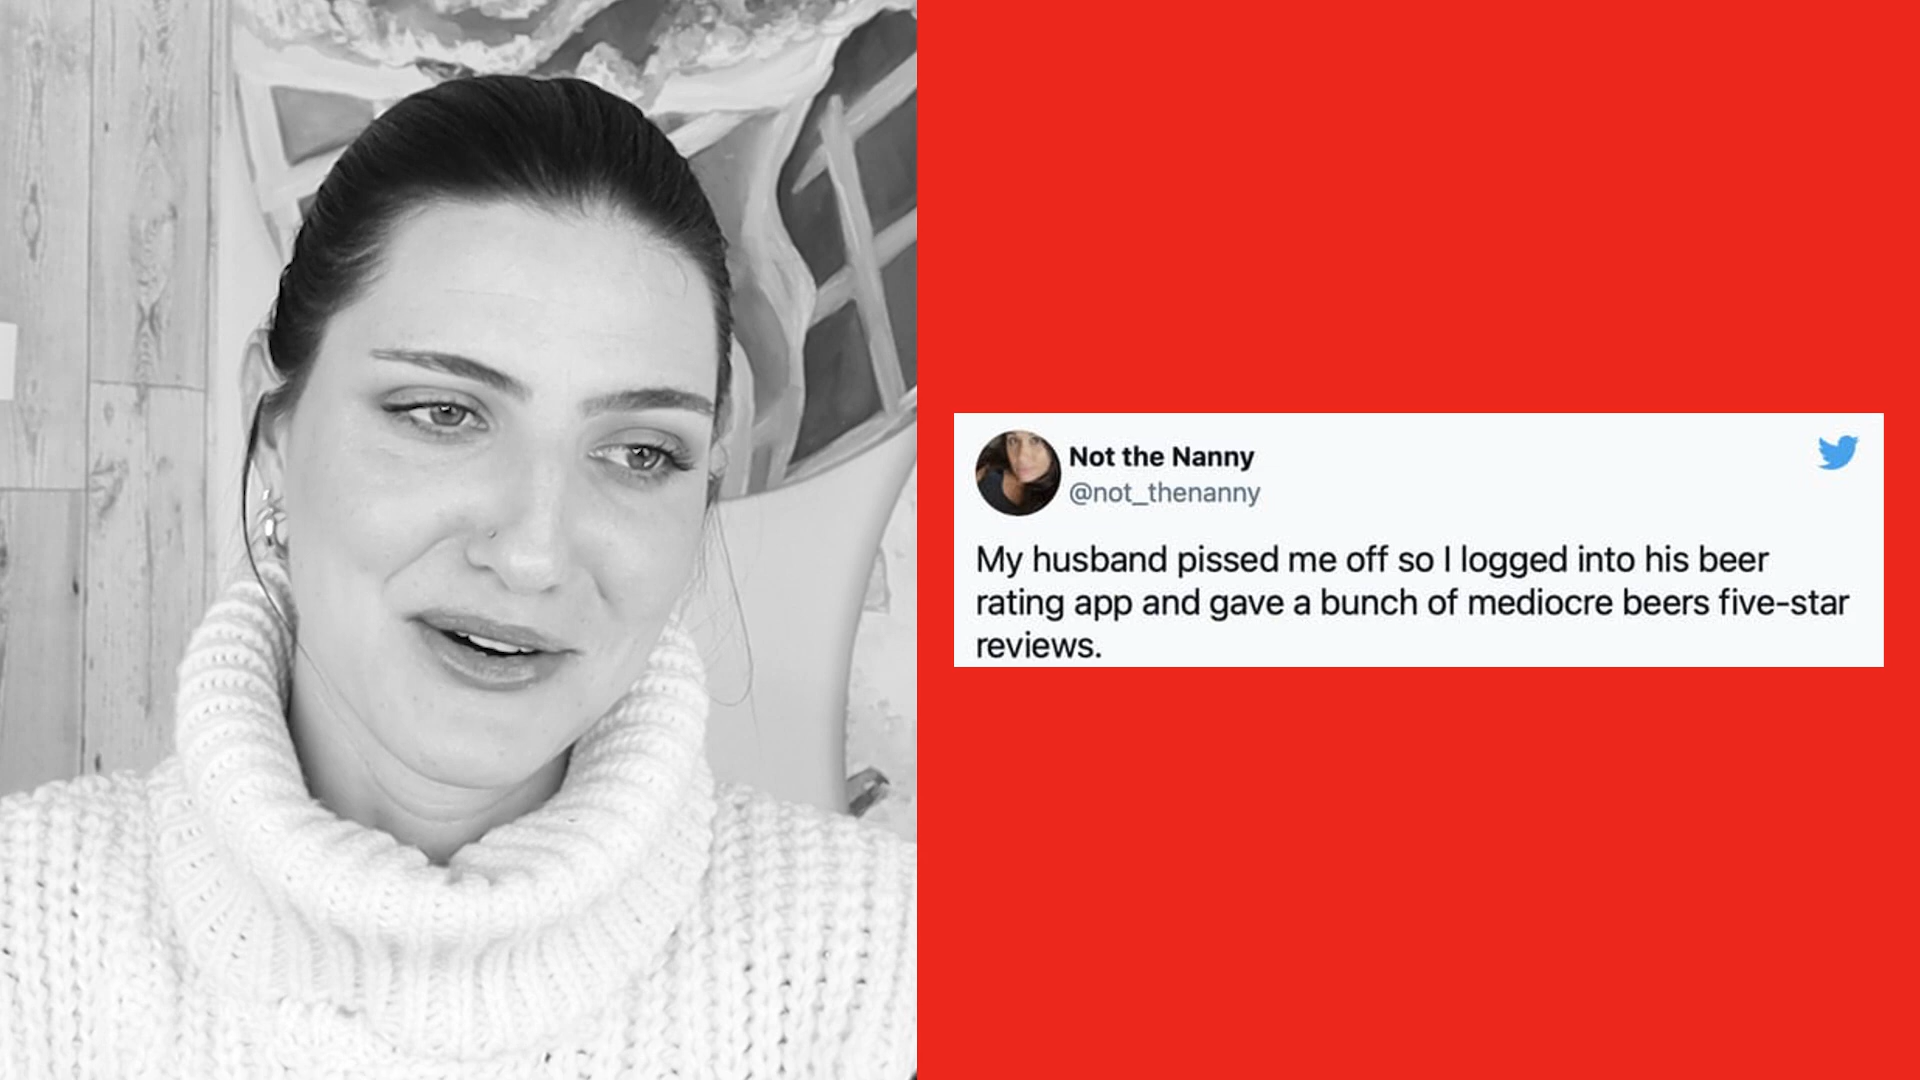 Not the Nanny
@not_thenanny
My husband pissed me off so I logged into his beer
rating app and gave a bunch of mediocre beers five-star
reviews.